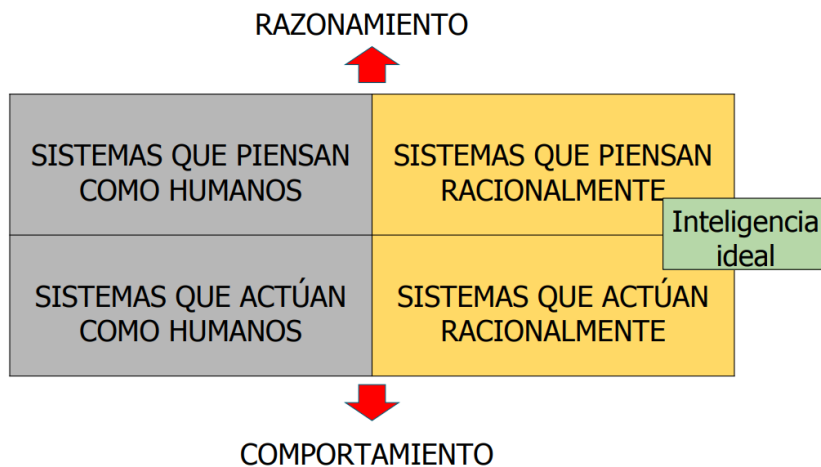 RAZONAMIENTO
SISTEMAS QUE PIENSAN
COMO HUMANOS
SISTEMAS QUE PIENSAN
RACIONALMENTE
Inteligencia
ideal
SISTEMAS QUE ACTÚAN
COMO HUMANOS
SISTEMAS QUE ACTÚAN
RACIONALMENTE
COMPORTAMIENTO